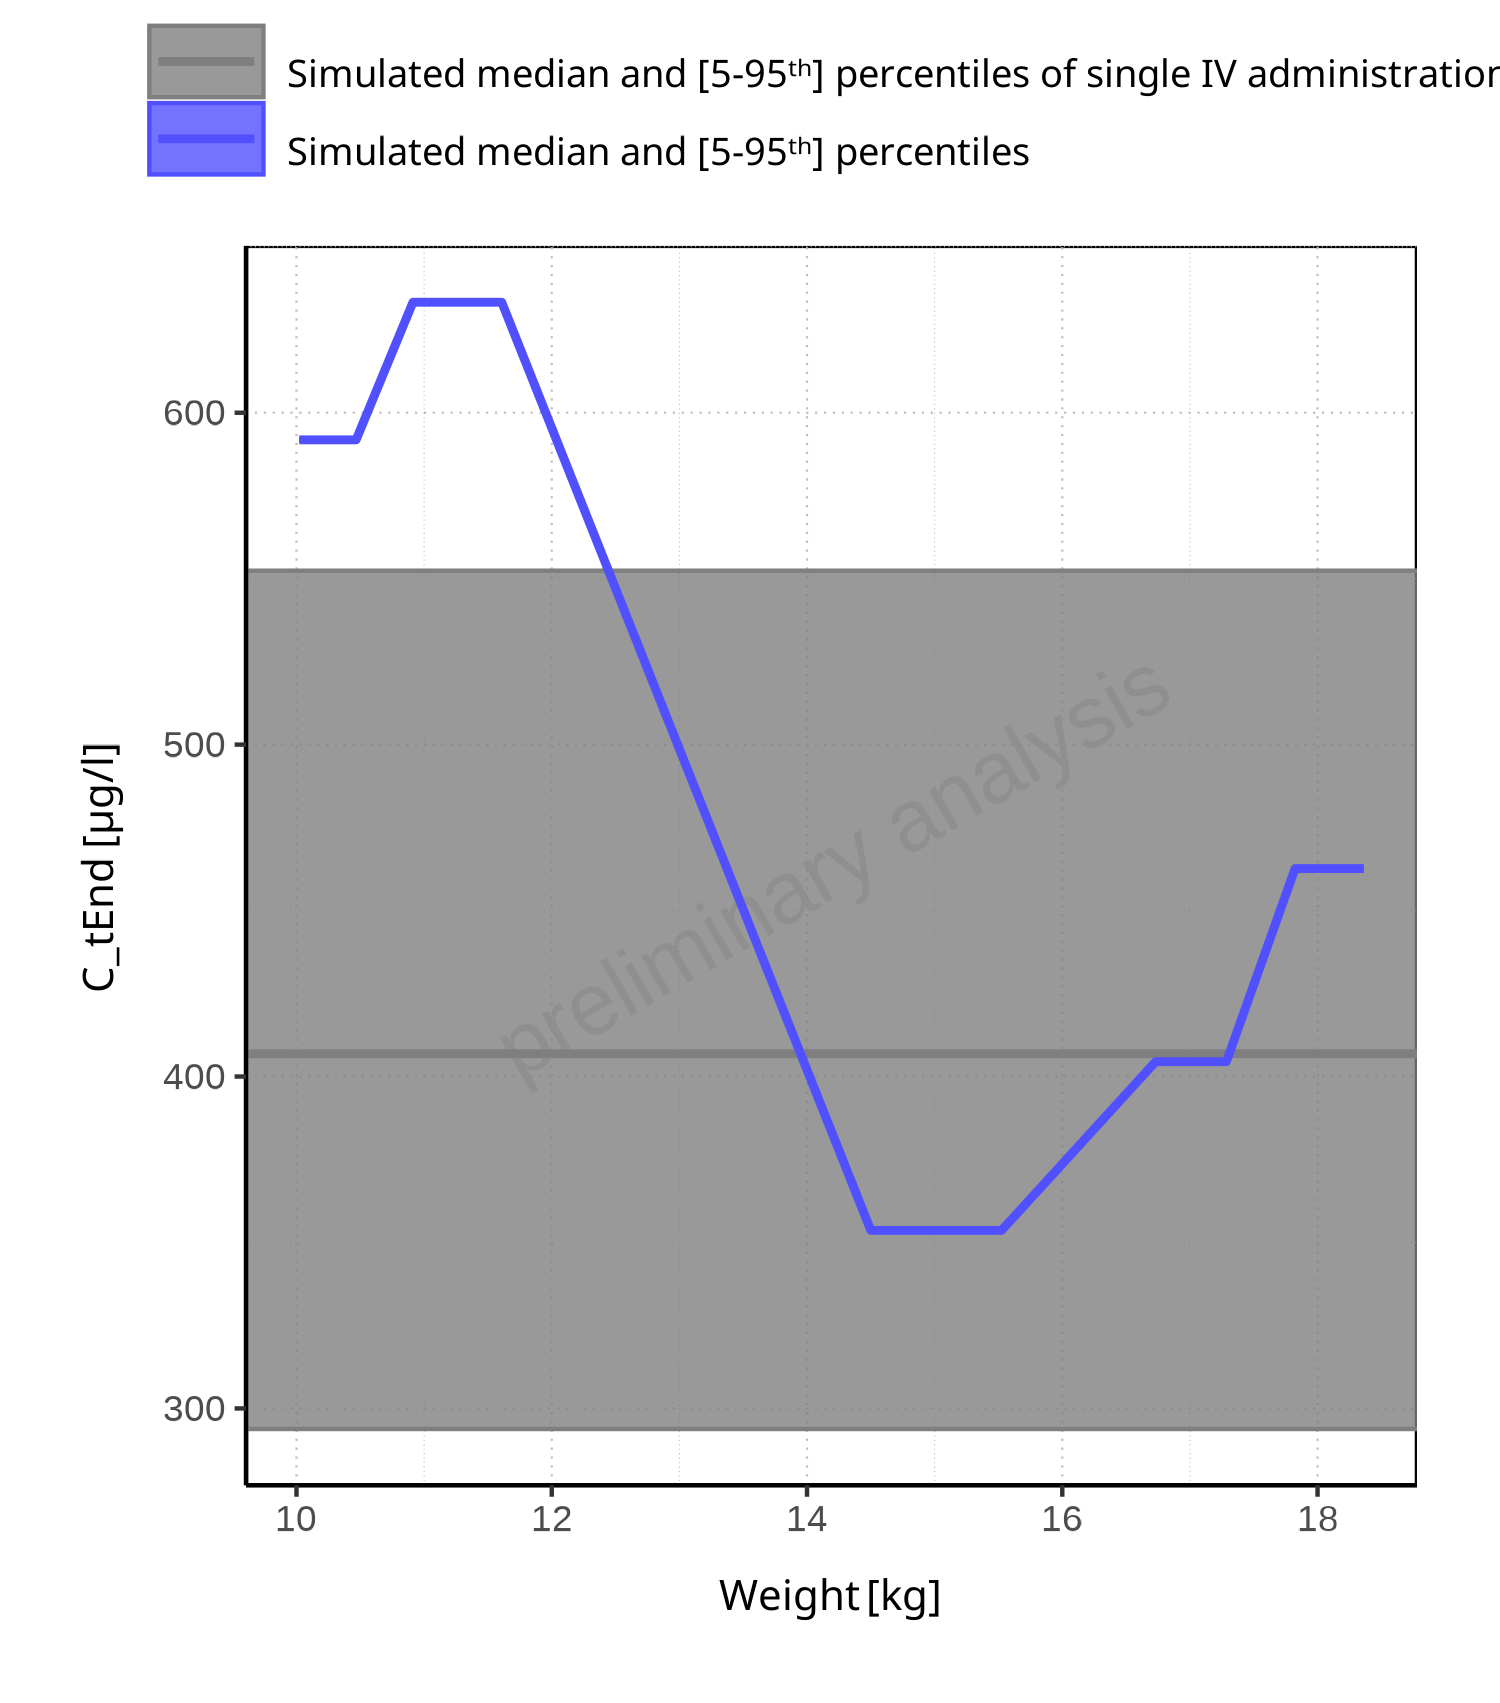 Simulated median and [5-95th] percentiles of single IV administration
Simulated median and [5-95th] percentiles
600
500
400
300
C_tEnd [µg/l]
preliminary analysis
10 12 14 16 18
Weight [kg]